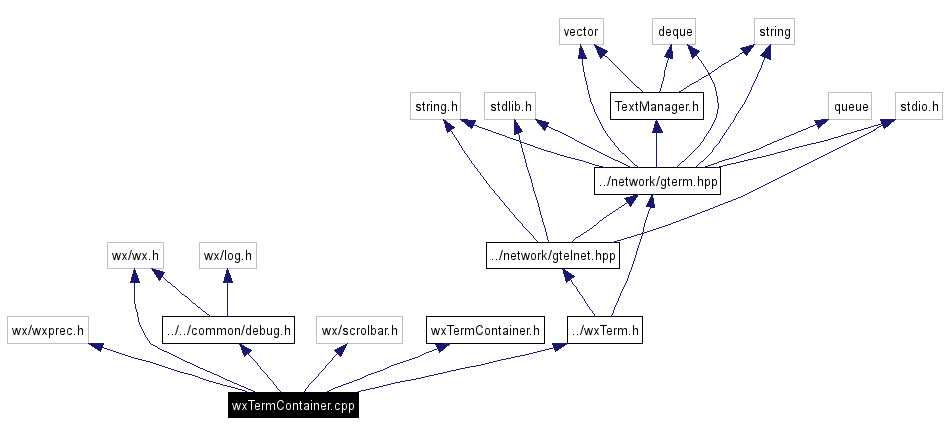 vector
deque
string
string.h
stdlib.h
TextManager.h
queue
stdio.h
../network/gterm.hpp
wx/wx.h
wx/log.h
../network/gtelnet.hpp
wx/wxprec.h
../../common/debug.h
wx/scrolbar.h
wxTermContainer.h
../wxTerm.h
wxTermContainer.cpp